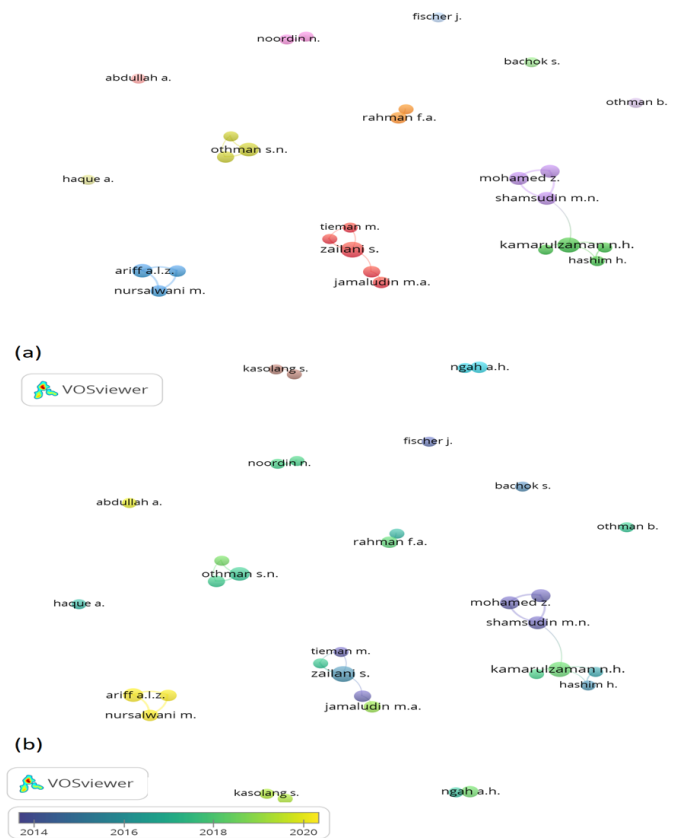 fischer j.
noordin n.
bachok s.
abdullah a.
othman b.
rahman f.a.
othman s.n.
haque a.
mohamed z.
shamsudin m.n.
tieman m.
zailani s.
kamarulzaman n.h.
hashim h.
ariff a.l.z.
jamaludin m.a.
nursalwani m.
(a)
kasolang s.
ngah a.h.
VOSviewer
fischer j.
noordin n.
bachok s.
abdullah a.
othman b.
rahman f.a.
othman s.n.
haque a.
mohamed z.
shamsudin m.n.
tieman m.
zailani s.
kamarulzaman n.h.
hashim h.
ariff a.l.z.
jamaludin m.a.
nursalwani m.
(b)
VOSviewer
kasolang s.
ngah a.h.
2014 2016 2018 2020